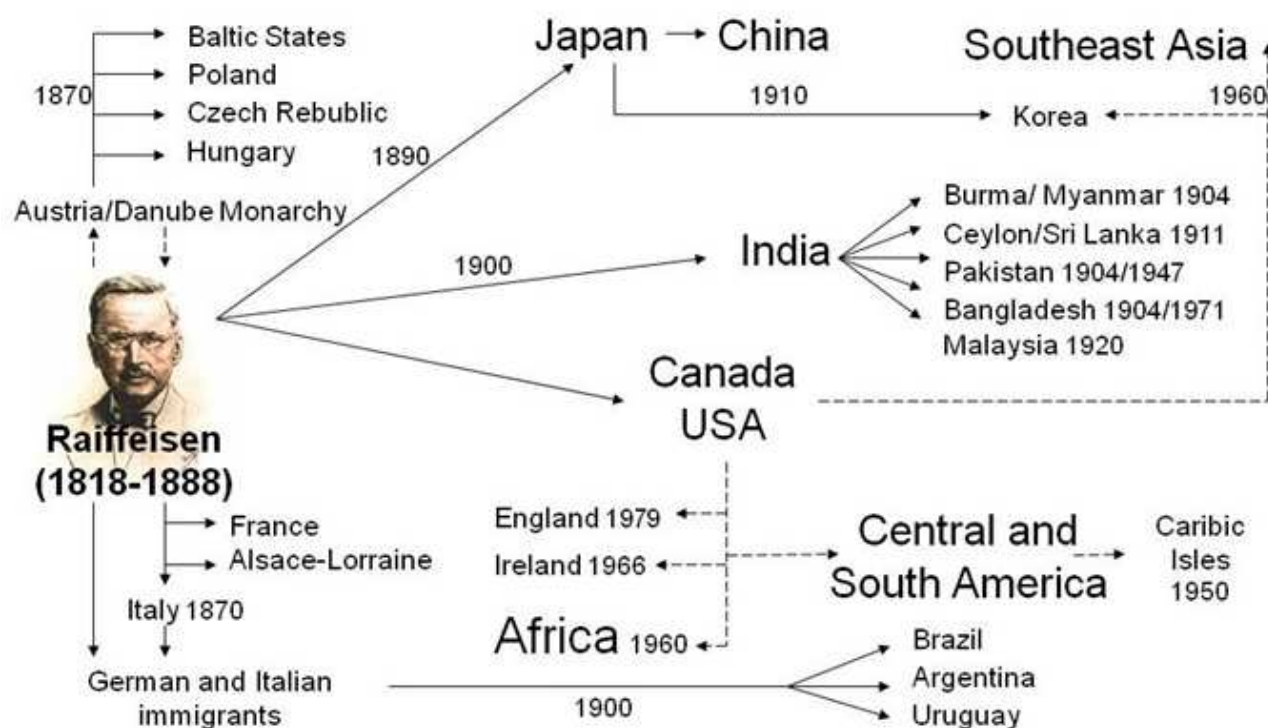 Baltic States
Poland
Czech Rebublic
Hungary
1870
Austria/Danube Monarchy
Raiffeisen
(1818-1888)
1890
Japan
China
1910
Southeast Asia
1960
Korea
1900
India
Burma/ Myanmar 1904
Ceylon/Sri Lanka 1911
Pakistan 1904/1947
Bangladesh 1904/1971
Malaysia 1920
Canada
USA
France
Alsace-Lorraine
Italy 1870
German and Italian
immigrants
England 1979
Ireland 1966
Africa 1960
Central and
South America
Caribic
Isles
1950
1900
Brazil
Argentina
Uruguay